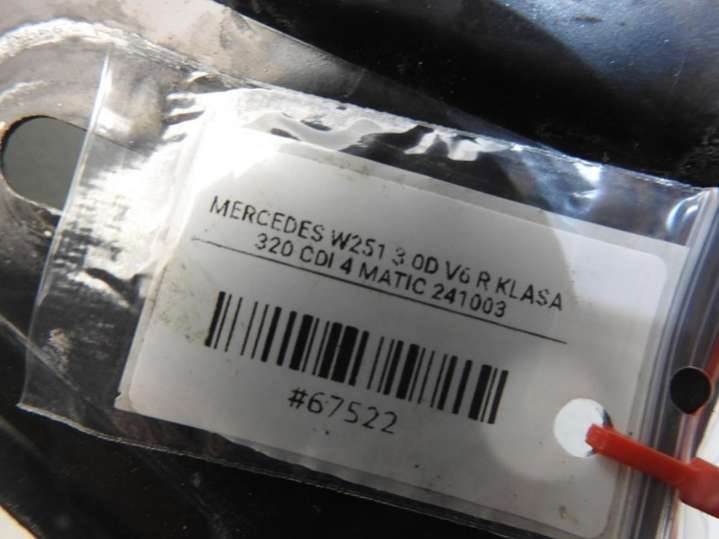 MERCEDES W251 3.0D V6 R KLASA
320 CDI 4 MATIC 241003
#67522